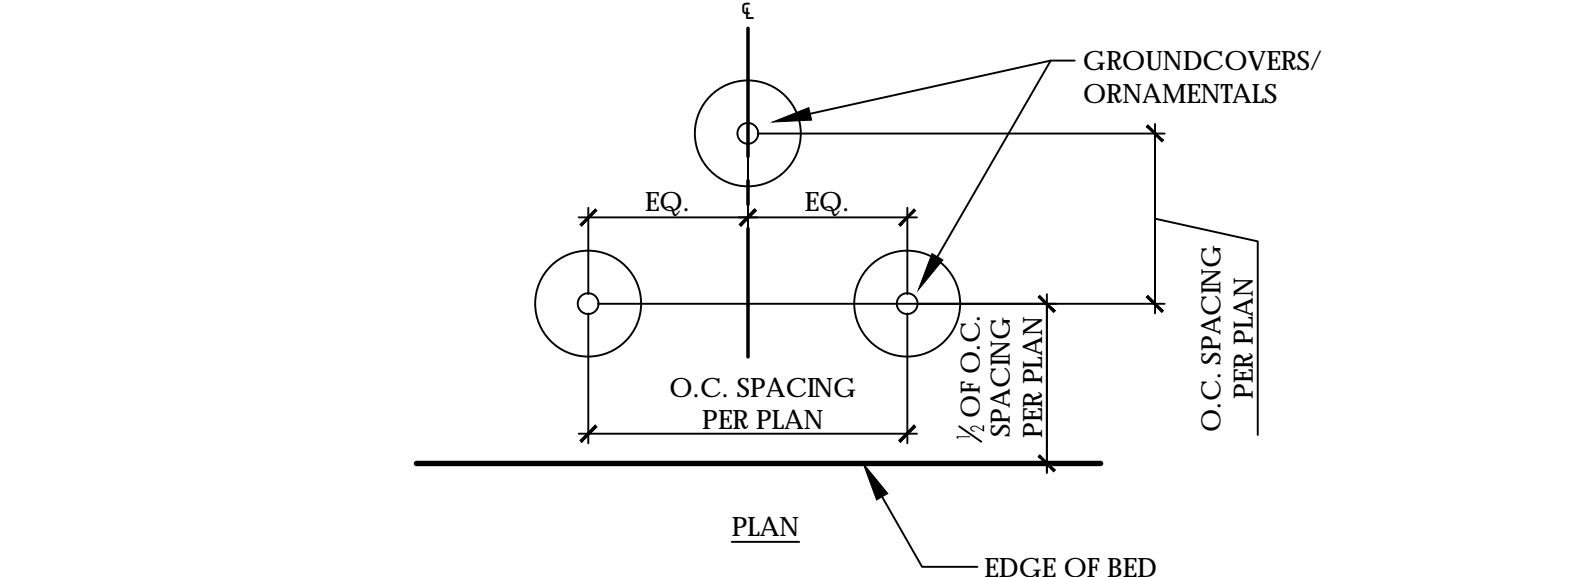 ℄
GROUNDCOVERS/
ORNAMENTALS
EQ.
EQ.
O.C. SPACING
PER PLAN
½ OF O.C.
SPACING
PER PLAN
O.C. SPACING
PER PLAN
PLAN
EDGE OF BED